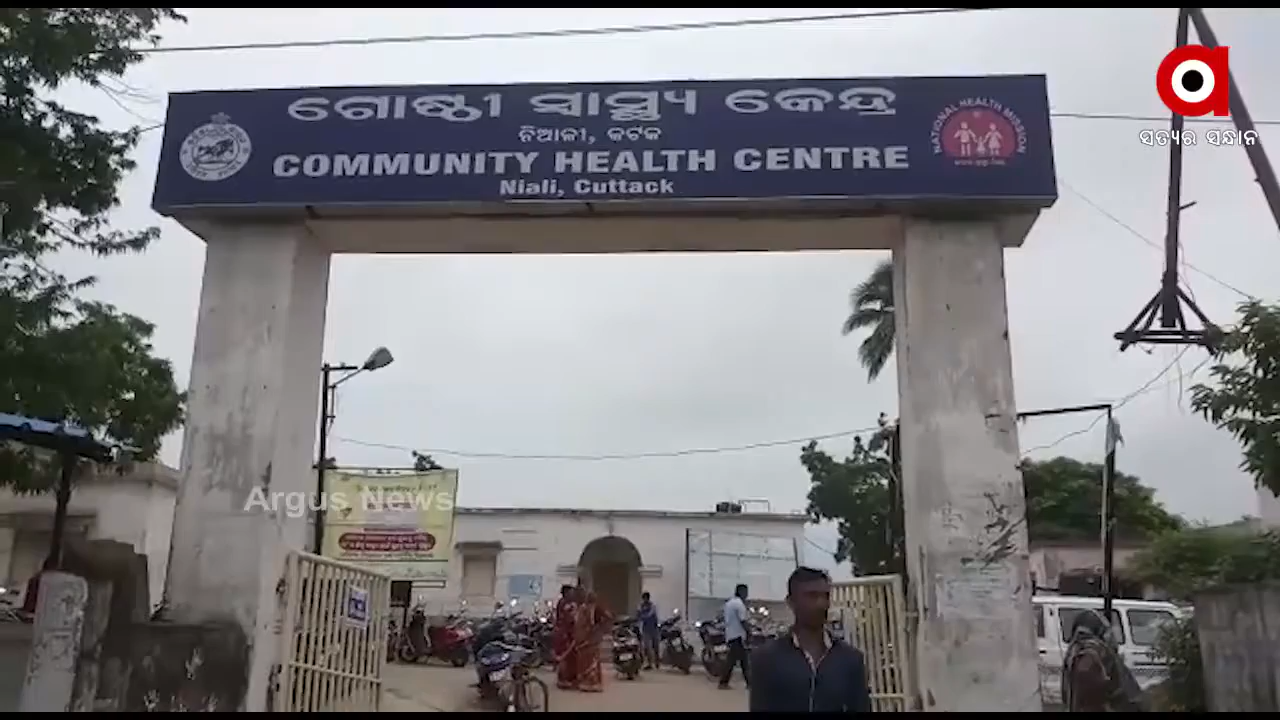 ଗୋଷ୍ଠୀ ସ୍ୱାସ୍ଥ୍ୟ କେନ୍ଦ୍ର
ନିଆଳୀ, କଟକ
COMMUNITY HEALTH CENTRE
Niali, Cuttack
NATIONAL HEALTH MISSION
a
ସତ୍ୟର ସନ୍ଧାନ
Argus News